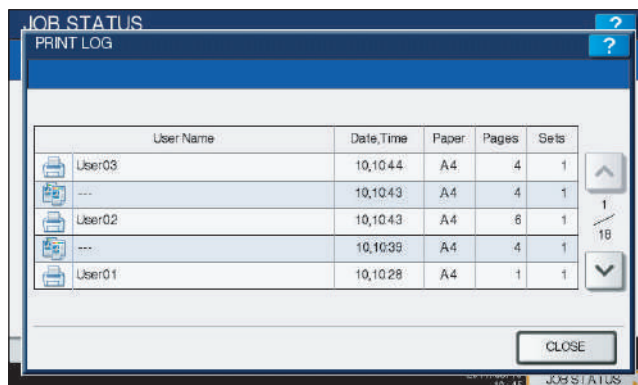 JOB STATUS
?
PRINT LOG
?
User Name Date,Time Paper Pages Sets
User03 10,10:44 A4 4 1
--- 10,10:43 A4 4 1
User02 10,10:43 A4 6 1
--- 10,10:39 A4 4 1
User01 10,10:28 A4 1 1
1
18
CLOSE
JOB STATUS